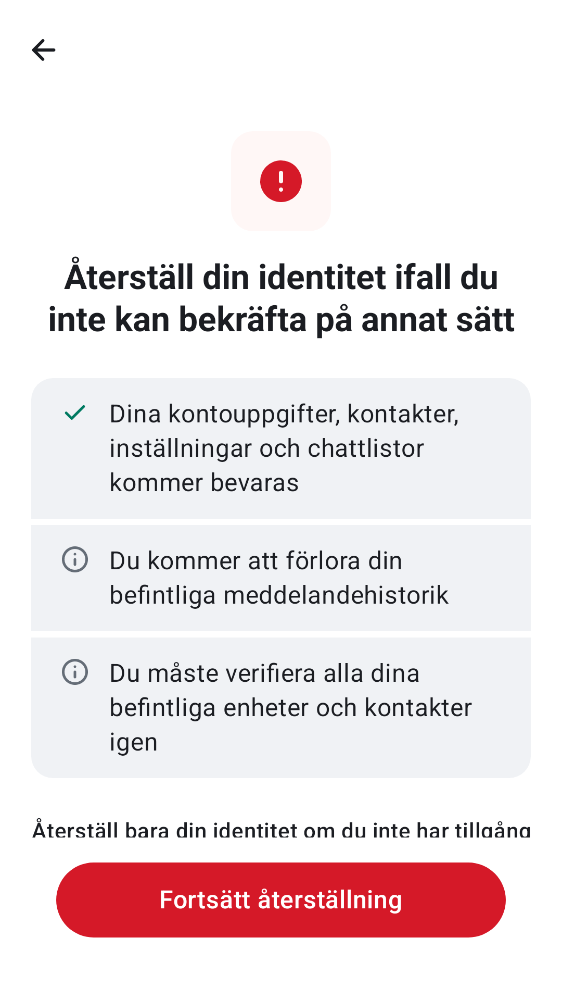 Återställ din identitet ifall du
inte kan bekräfta på annat sätt
Dina kontouppgifter, kontakter,
inställningar och chattlistor
kommer bevaras
Du kommer att förlora din
befintliga meddelandehistorik
Du måste verifiera alla dina
befintliga enheter och kontakter
igen
Återställ bara din identitet om du inte har tillgång
Fortsätt återställning